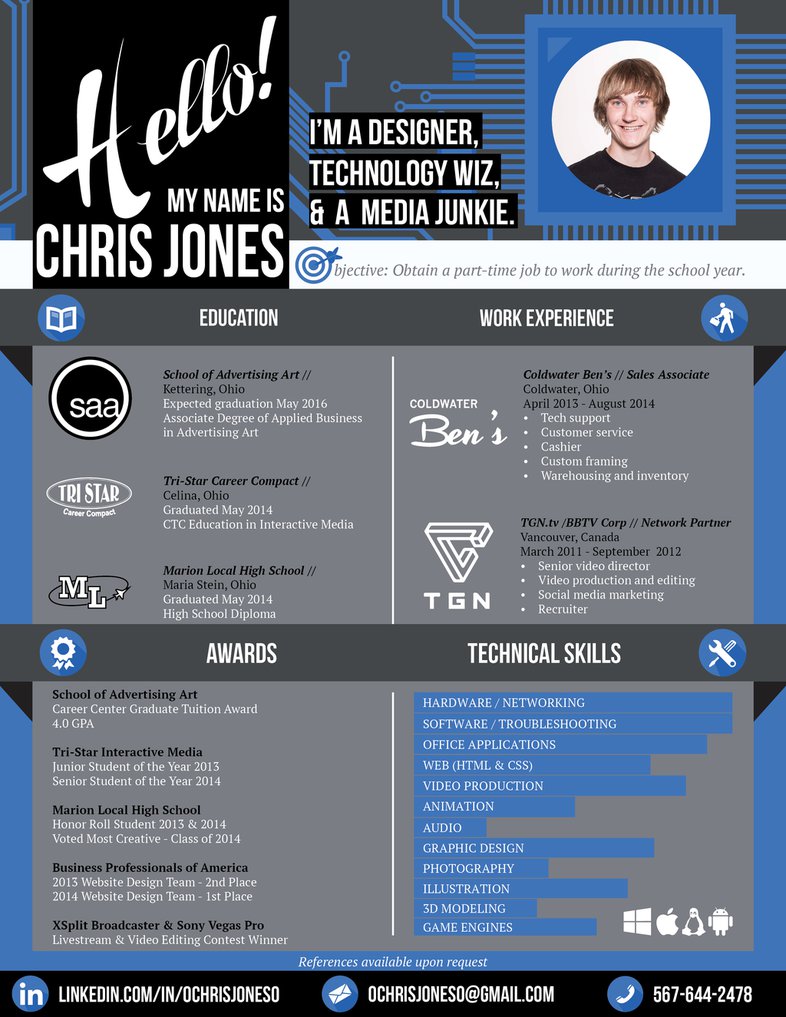 Hello!
MY NAME IS
CHRIS JONES
I'M A DESIGNER,
TECHNOLOGY WIZ,
& A MEDIA JUNKIE.
bjective: Obtain a part-time job to work during the school year.
EDUCATION
saa
School of Advertising Art //
Kettering, Ohio
Expected graduation May 2016
Associate Degree of Applied Business
in Advertising Art
TRI STAR
Career Compact
Tri-Star Career Compact //
Celina, Ohio
Graduated May 2014
CTC Education in Interactive Media
ML
Marion Local High School //
Maria Stein, Ohio
Graduated May 2014
High School Diploma
WORK EXPERIENCE
COLDWATER
Ben's
Coldwater Ben's // Sales Associate
Coldwater, Ohio
April 2013 - August 2014
• Tech support
• Customer service
• Cashier
• Custom framing
• Warehousing and inventory
TGN
TGN.tv /BBTV Corp // Network Partner
Vancouver, Canada
March 2011 - September 2012
• Senior video director
• Video production and editing
• Social media marketing
• Recruiter
AWARDS
School of Advertising Art
Career Center Graduate Tuition Award
4.0 GPA
Tri-Star Interactive Media
Junior Student of the Year 2013
Senior Student of the Year 2014
Marion Local High School
Honor Roll Student 2013 & 2014
Voted Most Creative - Class of 2014
Business Professionals of America
2013 Website Design Team - 2nd Place
2014 Website Design Team - 1st Place
XSplit Broadcaster & Sony Vegas Pro
Livestream & Video Editing Contest Winner
TECHNICAL SKILLS
HARDWARE / NETWORKING
SOFTWARE / TROUBLESHOOTING
OFFICE APPLICATIONS
WEB (HTML & CSS)
VIDEO PRODUCTION
ANIMATION
AUDIO
GRAPHIC DESIGN
PHOTOGRAPHY
ILLUSTRATION
3D MODELING
GAME ENGINES
References available upon request
in
LINKEDIN.COM/IN/OCHRISJONESO
OCHRISJONESO@GMAIL.COM
567-644-2478